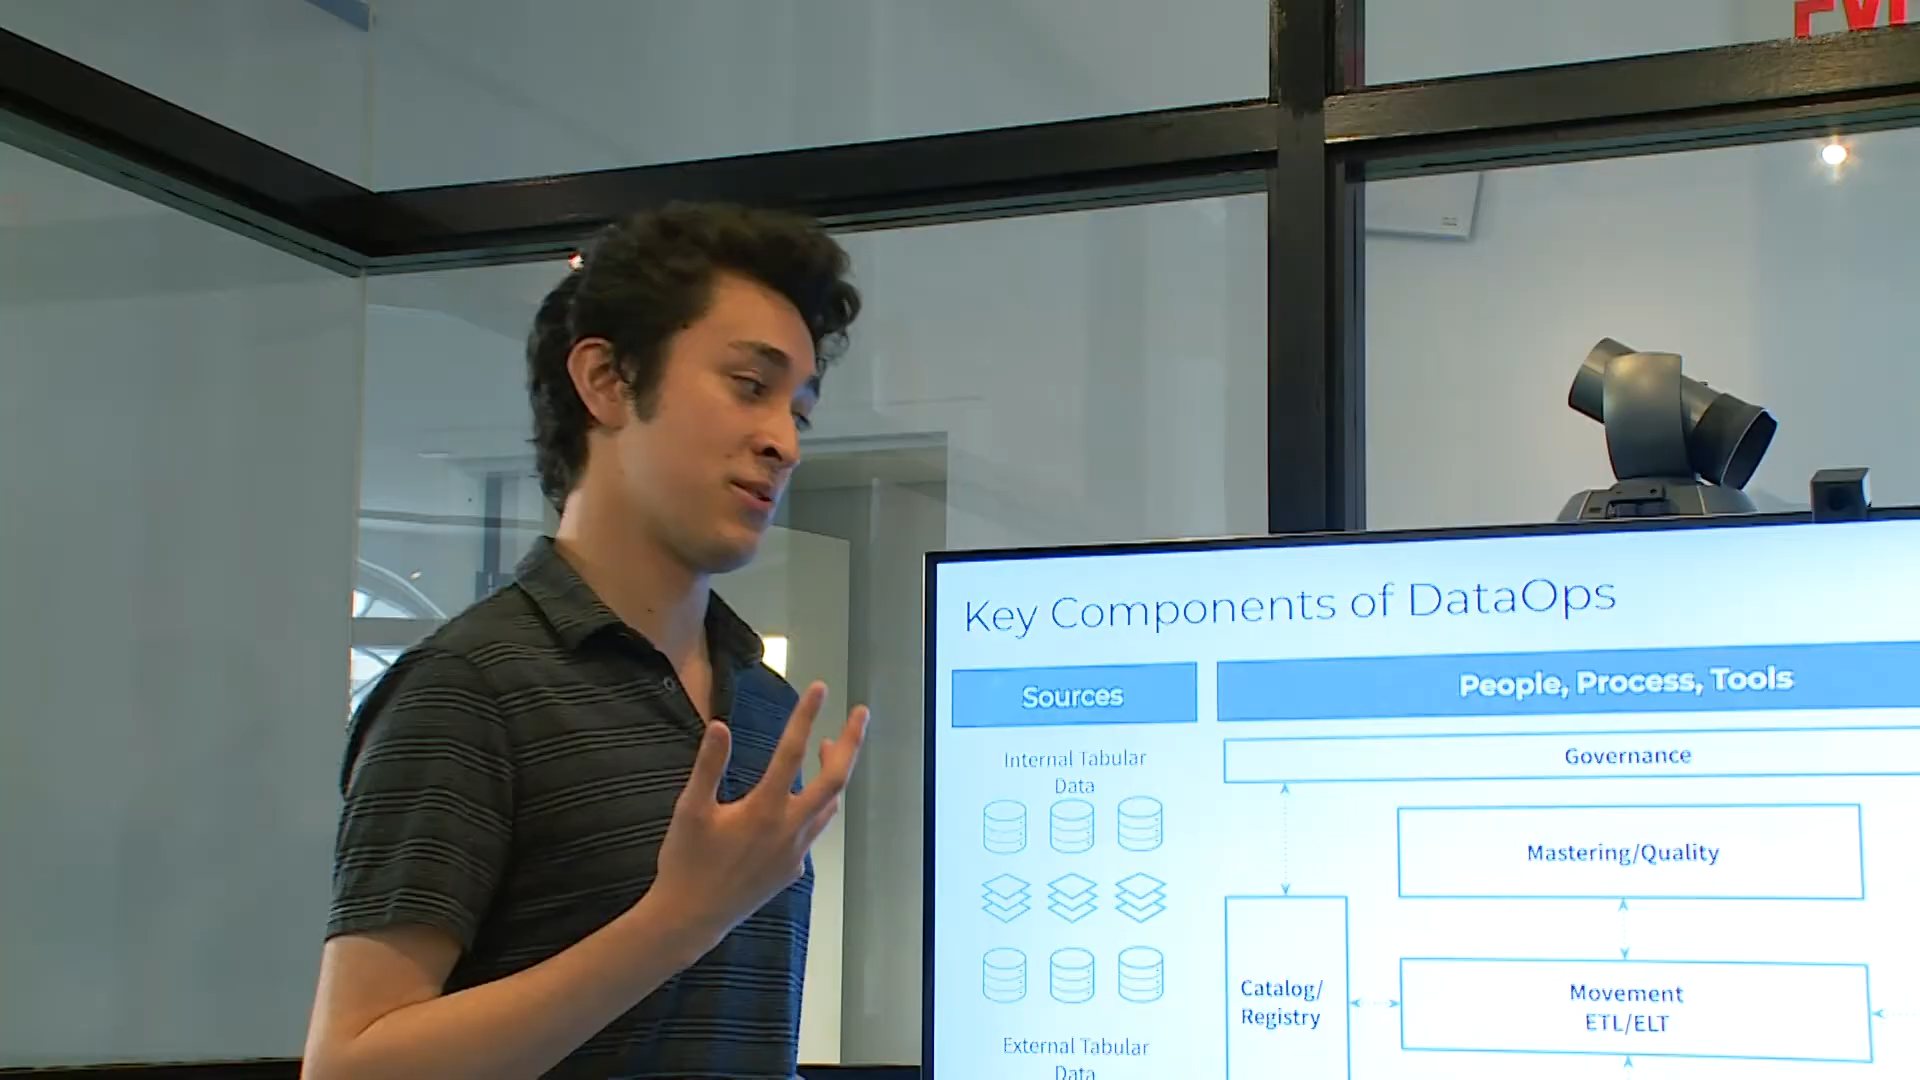 EXIT
Key Components of DataOps
Sources
People, Process, Tools
Internal Tabular
Data
Governance
Mastering/Quality
Catalog/
Registry
Movement
ETL/ELT
External Tabular
Data